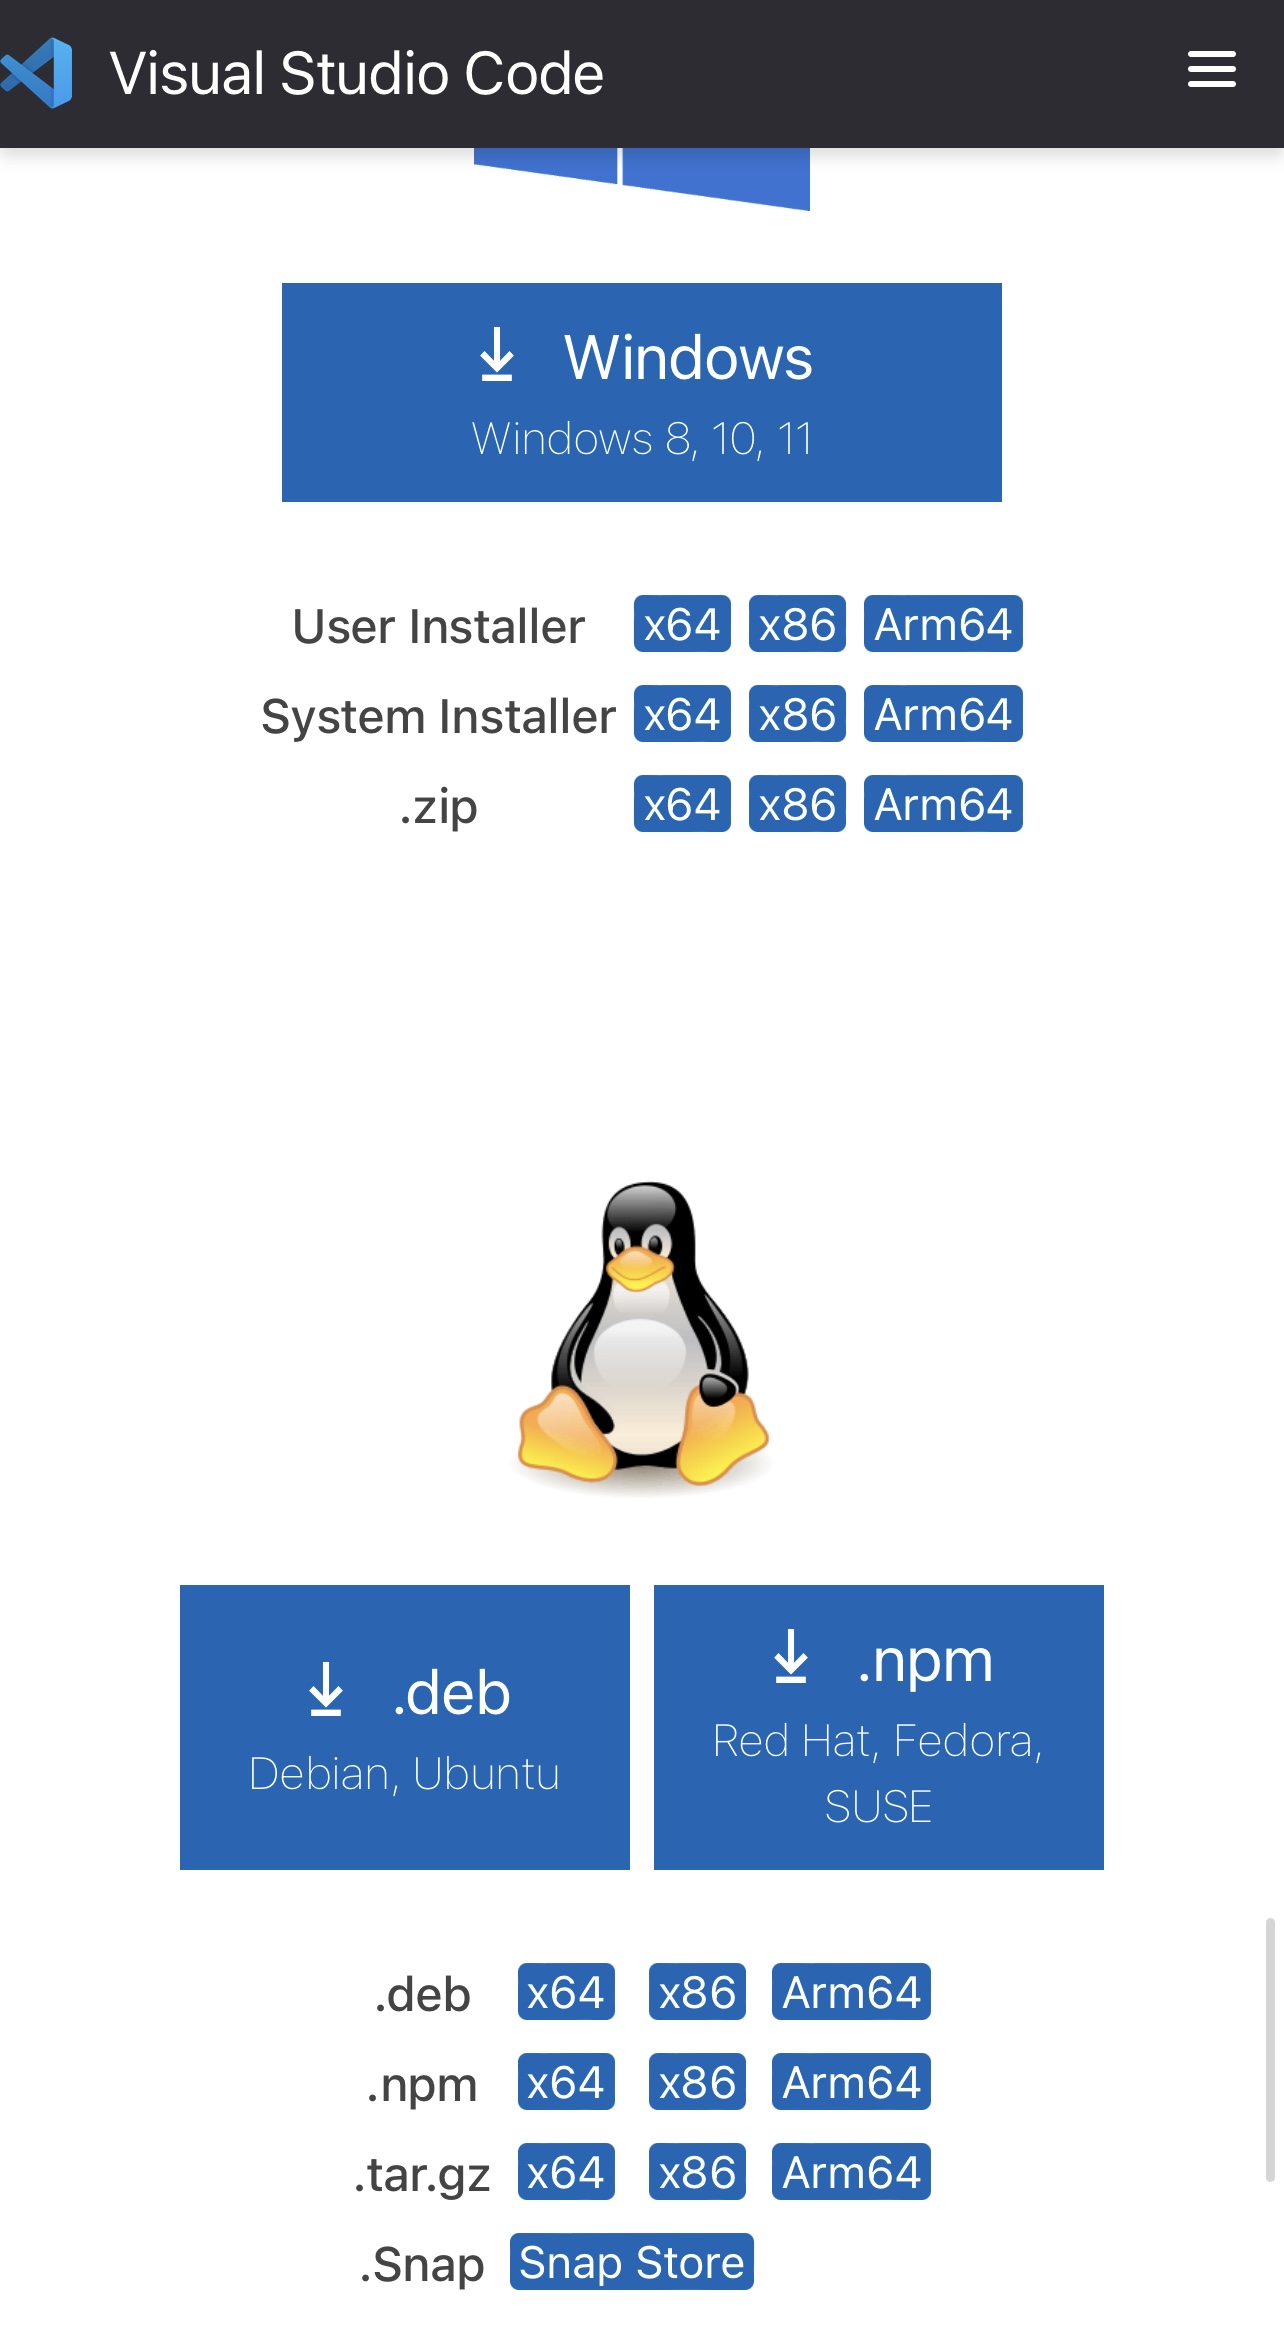 Visual Studio Code
Windows
Windows 8, 10, 11
User Installer x64 x86 Arm64
System Installer x64 x86 Arm64
.zip x64 x86 Arm64
.deb
Debian, Ubuntu
.npm
Red Hat, Fedora,
SUSE
.deb x64 x86 Arm64
.npm x64 x86 Arm64
.tar.gz x64 x86 Arm64
.Snap Snap Store